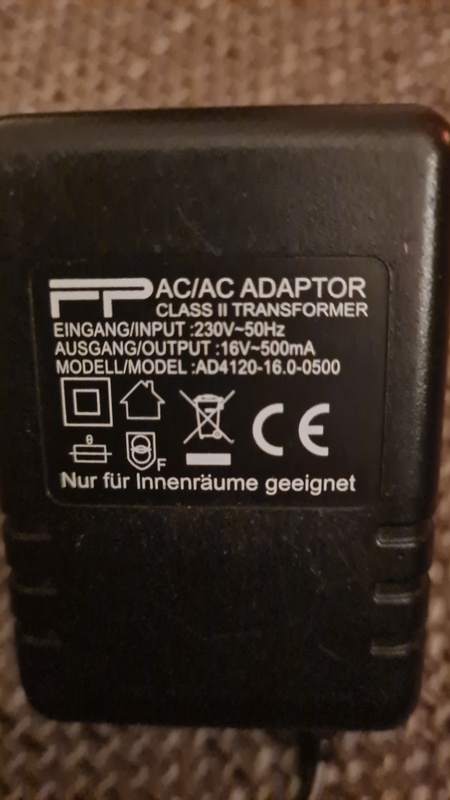 FP AC/AC ADAPTOR
CLASS II TRANSFORMER
EINGANG/INPUT :230V~50Hz
AUSGANG/OUTPUT :16V~500mA
MODELL/MODEL :AD4120-16.0-0500
CE
F
Nur für Innenräume geeignet